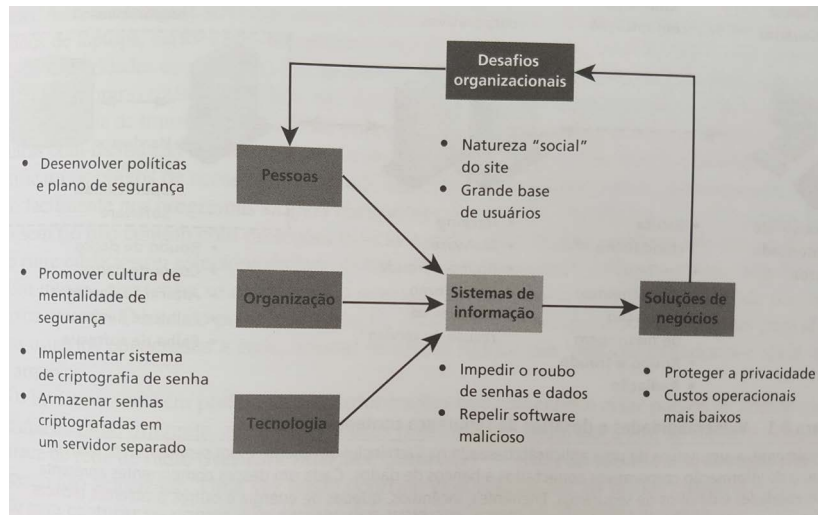 Desafios
organizacionais
• Natureza “social”
do site
• Grande base
de usuários
• Desenvolver políticas
e plano de segurança
Pessoas
• Promover cultura de
mentalidade de
segurança
Organização
Sistemas de
informação
Soluções de
negócios
• Implementar sistema
de criptografia de senha
• Armazenar senhas
criptografadas em
um servidor separado
Tecnologia
• Impedir o roubo
de senhas e dados
• Repelir software
malicioso
• Proteger a privacidade
• Custos operacionais
mais baixos